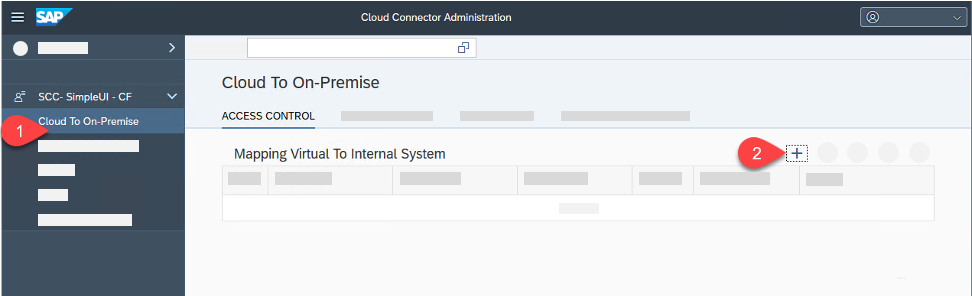 SAP
Cloud Connector Administration
SCC- SimpleUI - CF
Cloud To On-Premise
1
Cloud To On-Premise
ACCESS CONTROL
Mapping Virtual To Internal System
2